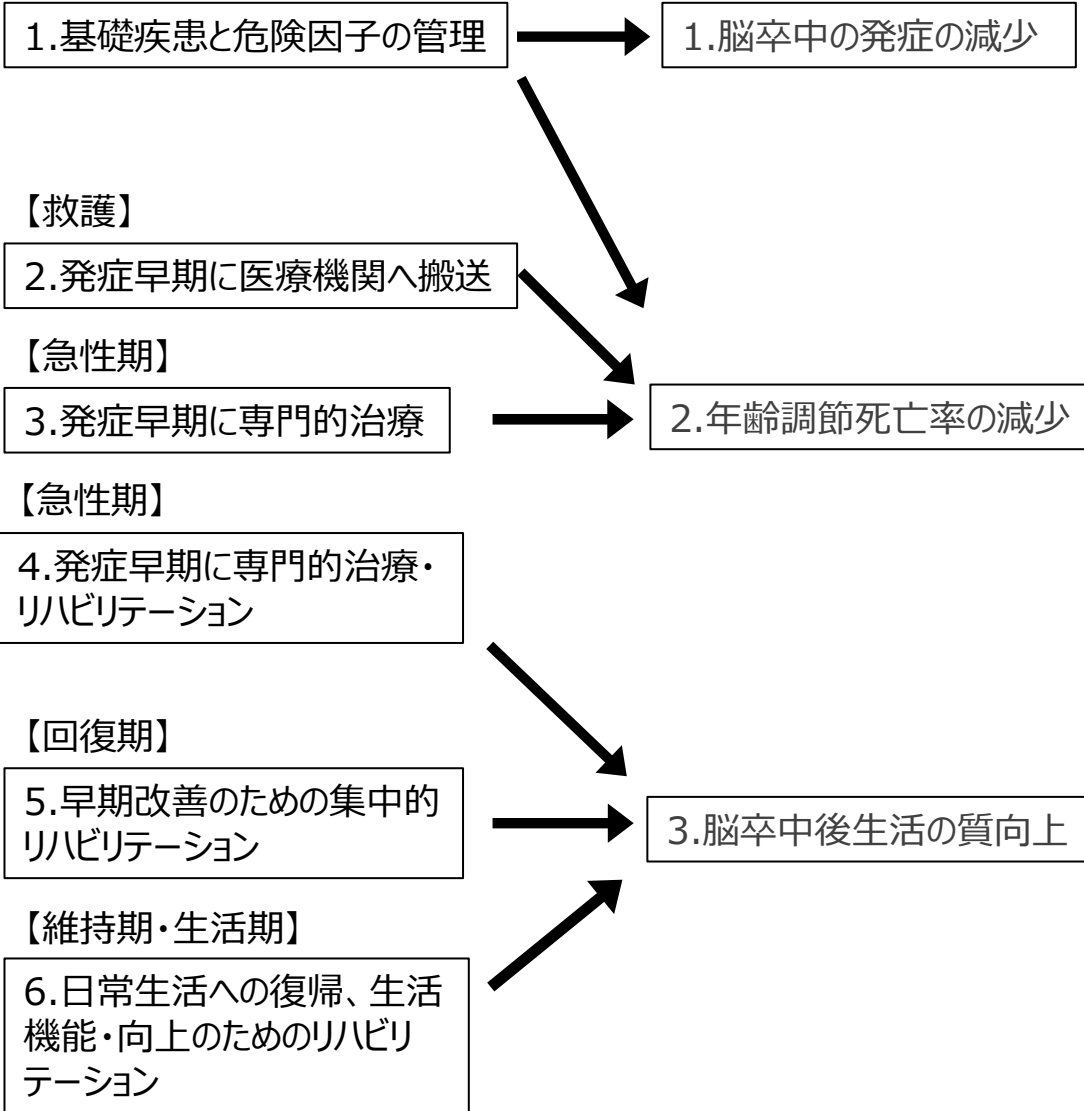 1.基礎疾患と危険因子の管理
1.脳卒中の発症の減少
【救護】
2.発症早期に医療機関へ搬送
【急性期】
3.発症早期に専門的治療
2.年齢調節死亡率の減少
【急性期】
4.発症早期に専門的治療・
リハビリテーション
【回復期】
5.早期改善のための集中的
リハビリテーション
3.脳卒中後生活の質向上
【維持期・生活期】
6.日常生活への復帰、生活
機能・向上のためのリハビリ
テーション